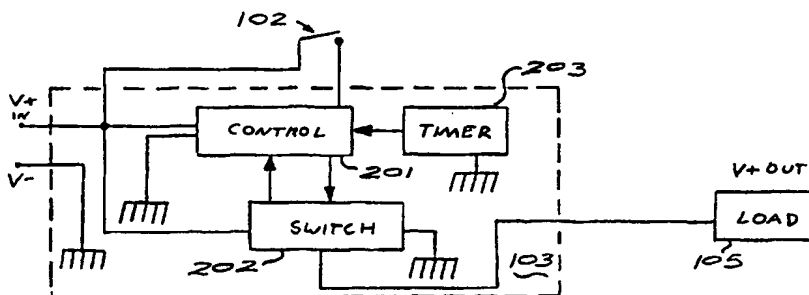 102
203
V+
IN
CONTROL
TIMER
V-
201
V+ OUT
SWITCH
LOAD
202
103
105